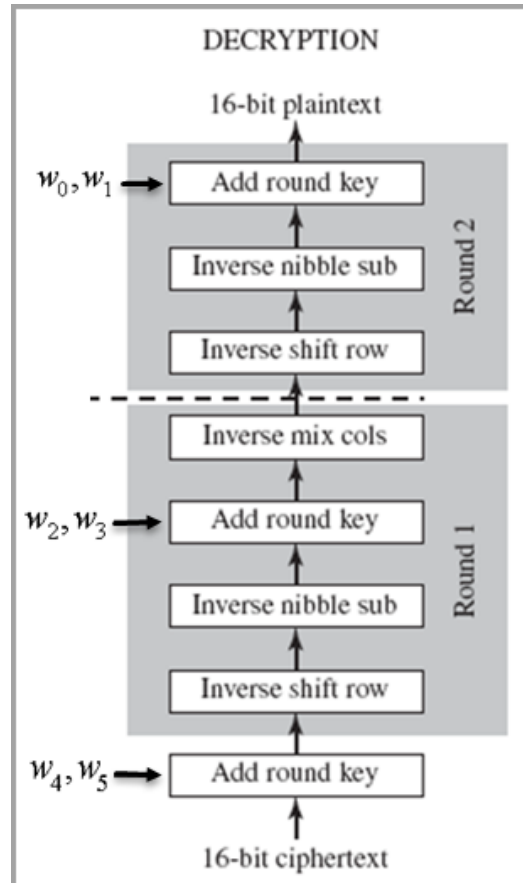 DECRYPTION
16-bit plaintext
w₀, w₁
Add round key
Inverse nibble sub
Inverse shift row
Round 2
Inverse mix cols
w₂, w₃
Add round key
Inverse nibble sub
Inverse shift row
Round 1
w₄, w₅
Add round key
16-bit ciphertext